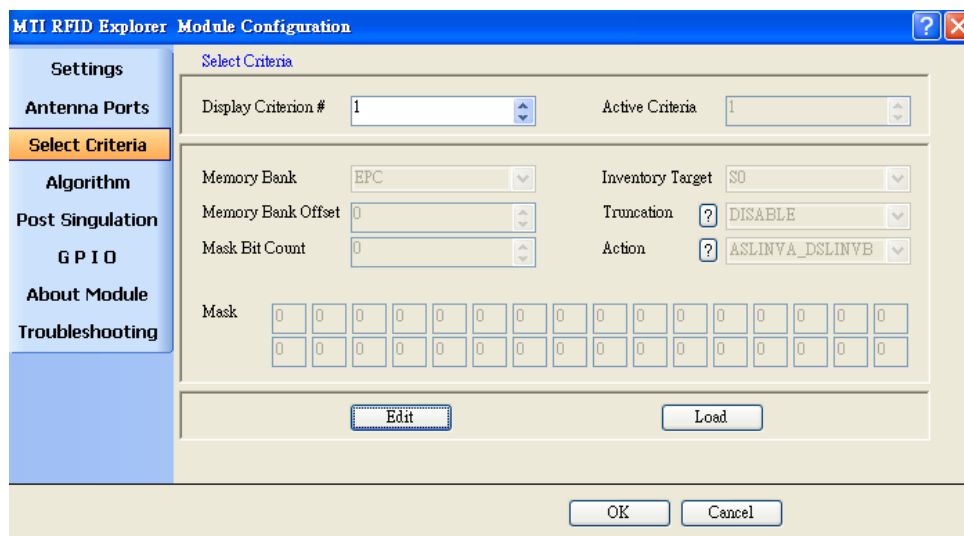 MTI RFID Explorer Module Configuration
Settings
Antenna Ports
Select Criteria
Algorithm
Post Singulation
G P I O
About Module
Troubleshooting
Select Criteria
Display Criterion # 1 Active Criteria 1
Memory Bank EPC Inventory Target S0
Memory Bank Offset 0 Truncation ? DISABLE
Mask Bit Count 0 Action ? ASLINVA_DSLINVB
Mask 0 0 0 0 0 0 0 0 0 0 0 0 0 0 0 0
0 0 0 0 0 0 0 0 0 0 0 0 0 0 0 0
Edit Load
OK Cancel